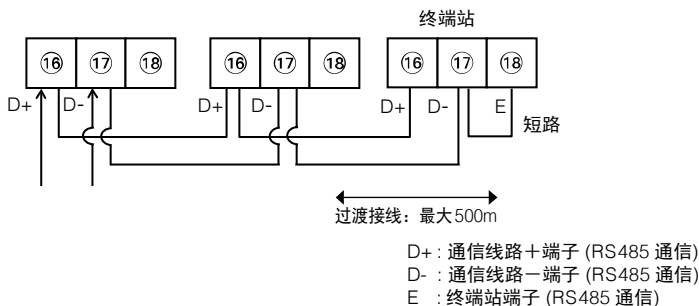 终端站
⑯ ⑰ ⑱ ⑯ ⑰ ⑱ ⑯ ⑰ ⑱
D+ D- D+ D- D+ D- E
短路
过渡接线：最大500m
D+ : 通信线路＋端子 (RS485 通信)
D- : 通信线路－端子 (RS485 通信)
E : 终端站端子 (RS485 通信)